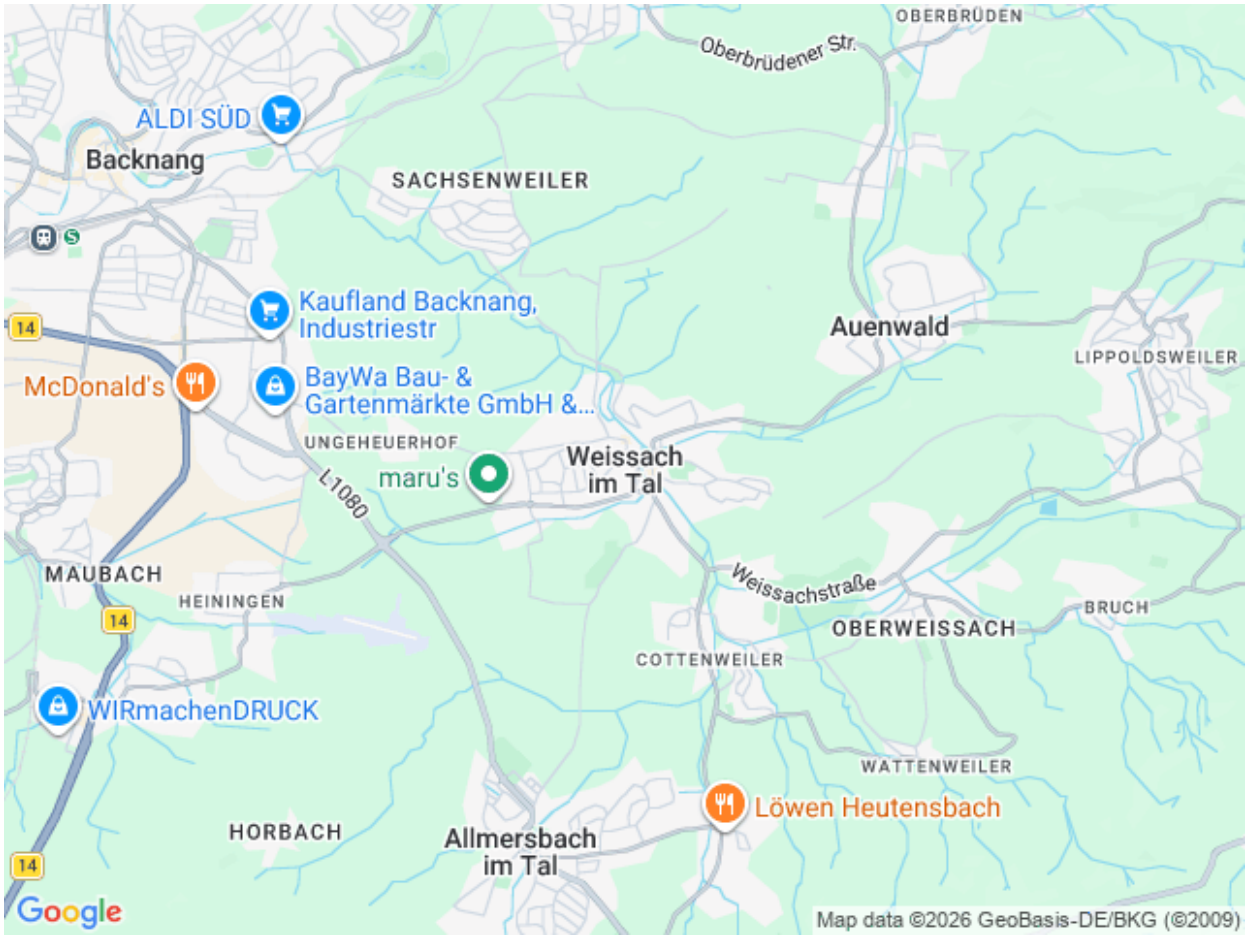 OBERBRÜDEN
Oberbrüdener Str.
ALDI SÜD
Backnang
SACHSENWEILER
S
Kaufland Backnang,
Industriestr
14
Auenwald
LIPPOLDSWEILER
McDonald's
BayWa Bau- &
Gartenmärkte GmbH &...
UNGEHEUERHOF
maru's
Weissach
im Tal
L1080
MAUBACH
Weissachstraße
HEININGEN
14
BRUCH
OBERWEISSACH
COTTENWEILER
WIRmachenDRUCK
WATTENWEILER
Löwen Heutensbach
HORBACH
Allmersbach
im Tal
14
Google
Map data ©2026 GeoBasis-DE/BKG (©2009)